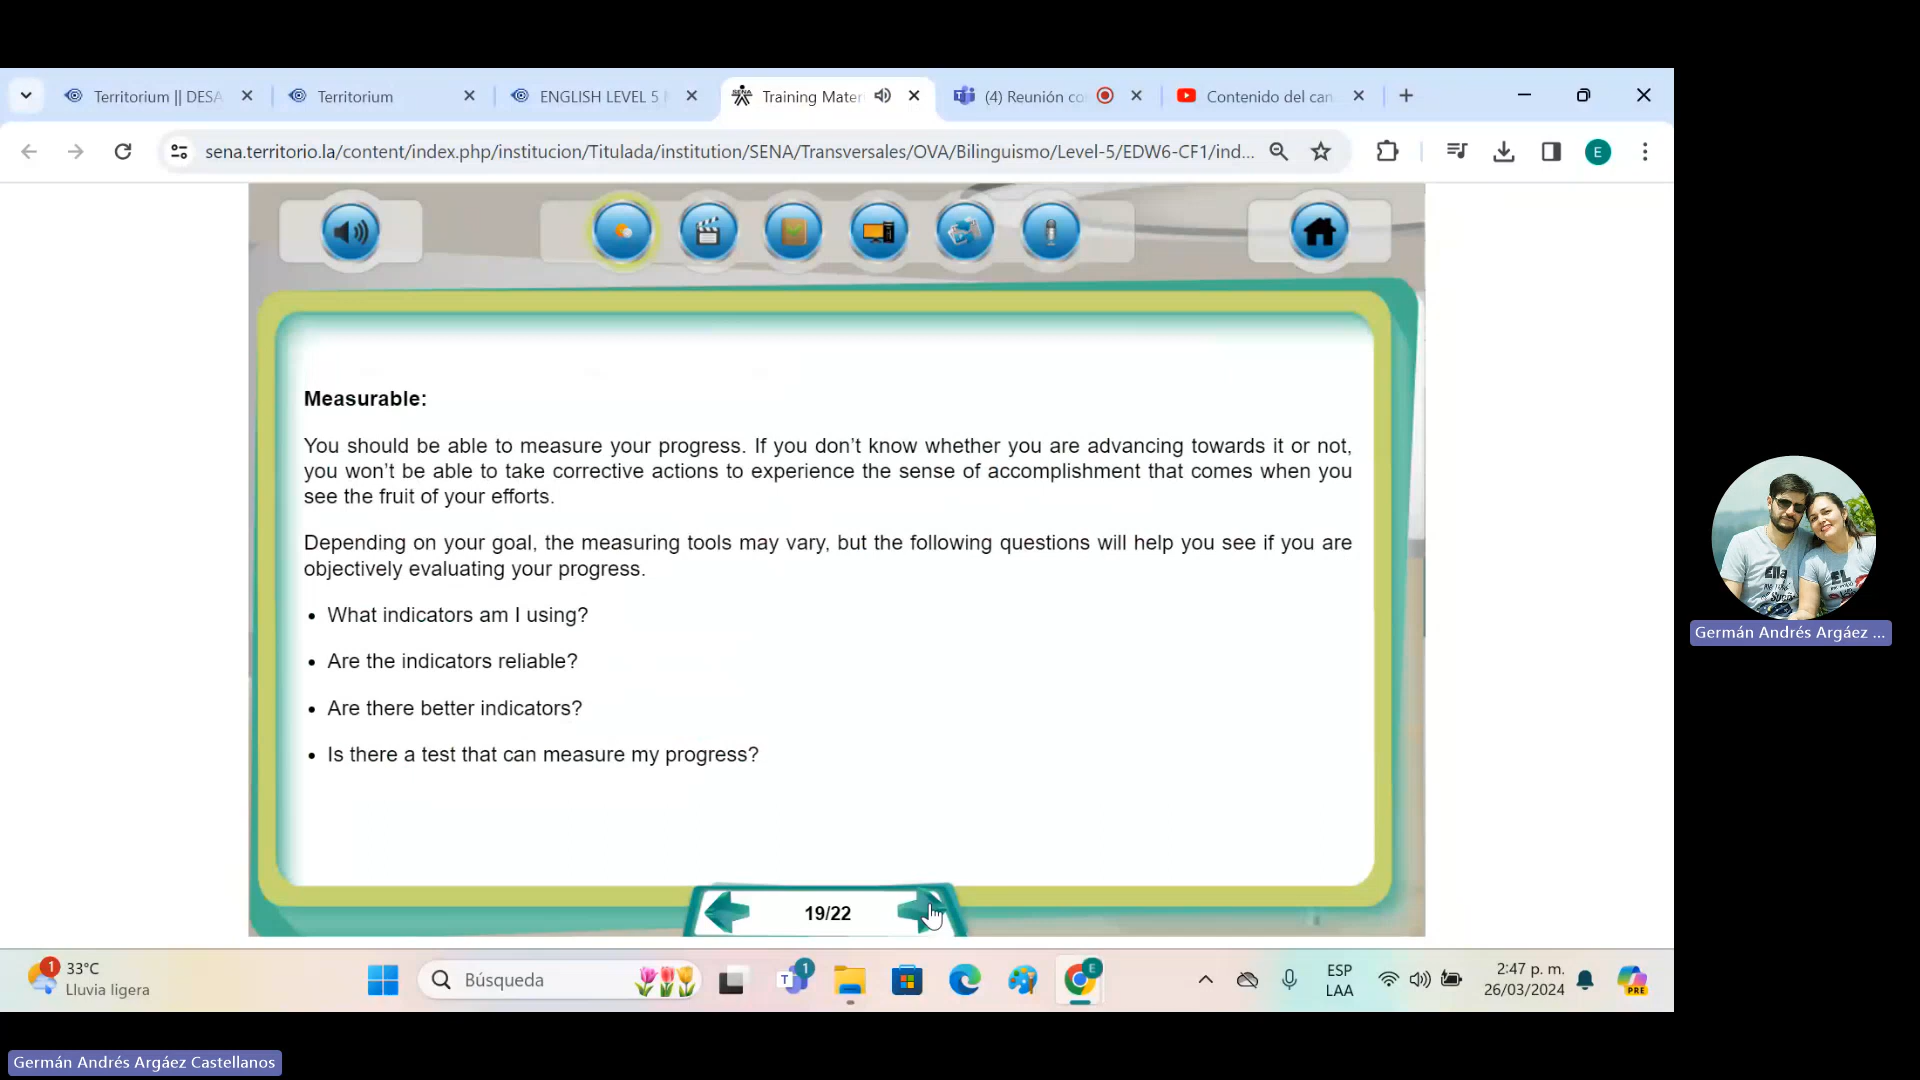 Territorium || DESA
Territorium
ENGLISH LEVEL 5
Training Mater
(4) Reunión co
Contenido del can
sena.territorio.la/content/index.php/institucion/Titulada/institution/SENA/Transversales/OVA/Bilinguismo/Level-5/EDW6-CF1/ind...
E
Measurable:
You should be able to measure your progress. If you don’t know whether you are advancing towards it or not,
you won’t be able to take corrective actions to experience the sense of accomplishment that comes when you
see the fruit of your efforts.
Depending on your goal, the measuring tools may vary, but the following questions will help you see if you are
objectively evaluating your progress.
• What indicators am I using?
• Are the indicators reliable?
• Are there better indicators?
• Is there a test that can measure my progress?
19/22
Germán Andrés Argáez ...
1
33°C
Lluvia ligera
Búsqueda
1
E
ESP
LAA
2:47 p. m.
26/03/2024
PRE
Germán Andrés Argáez Castellanos